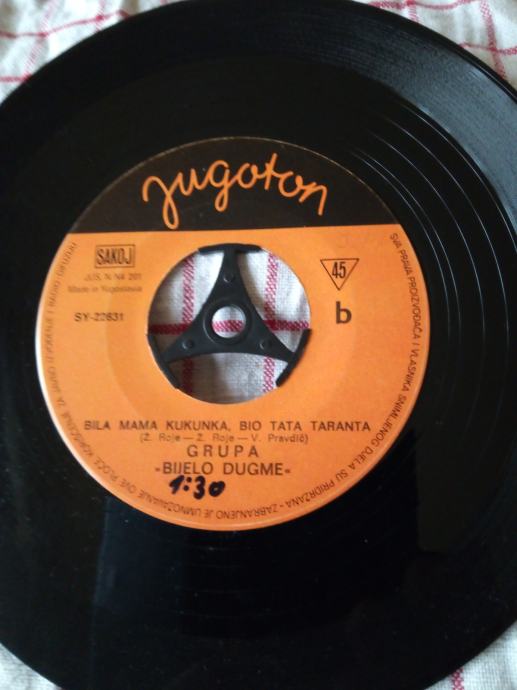 Jugoton
SAKOJ
JUS. N. N4 201
Made in Yugoslavia
SY-22631
45
b
BILA MAMA KUKUNKA, BIO TATA TARANTA
(Z. Roje — Z. Roje — V. Pravdić)
GRUPA
»BIJELO DUGME«
1:30
SVA PRAVA PROIZVOĐAČA I VLASNIKA SNIMLJENOG DJELA SU PRIDRŽANA - ZABRANJENO JE UMNOŽAVANJE OVE PLOČE, KORIŠĆENJE ZA